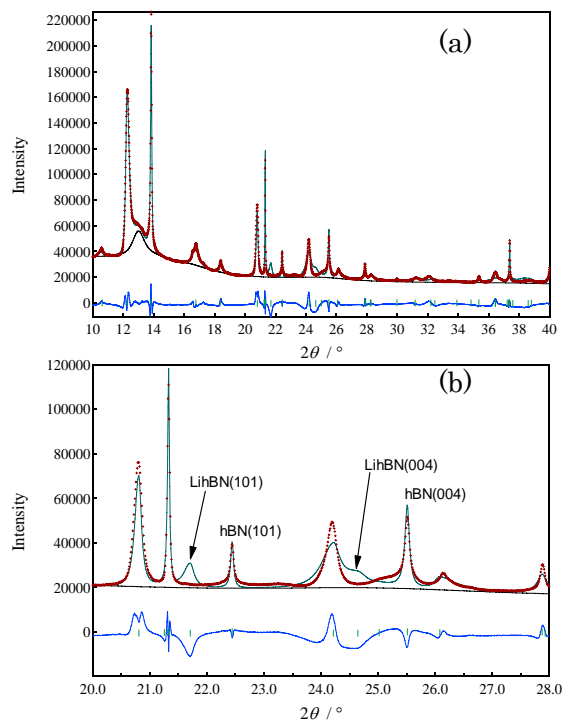 220000
(a)
200000
180000
160000
140000
120000
100000
80000
60000
40000
20000
0
Intensity
10 12 14 16 18 20 22 24 26 28 30 32 34 36 38 40
2θ / °
120000
(b)
100000
80000
60000
40000
20000
0
Intensity
LihBN(004)
LihBN(101)
hBN(004)
hBN(101)
20.0 21.0 22.0 23.0 24.0 25.0 26.0 27.0 28.0
2θ / °